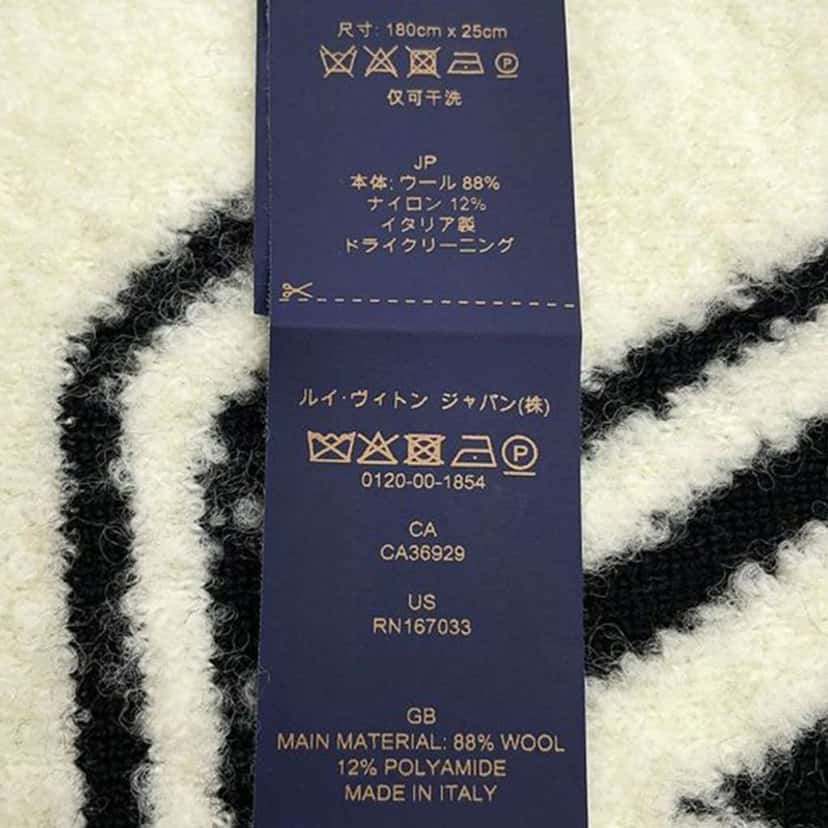 尺寸: 180cm x 25cm
仅可干洗
JP
本体: ウール 88%
ナイロン 12%
イタリア製
ドライクリーニング
ルイ・ヴィトン ジャパン(株)
P
0120-00-1854
CA
CA36929
US
RN167033
GB
MAIN MATERIAL: 88% WOOL
12% POLYAMIDE
MADE IN ITALY